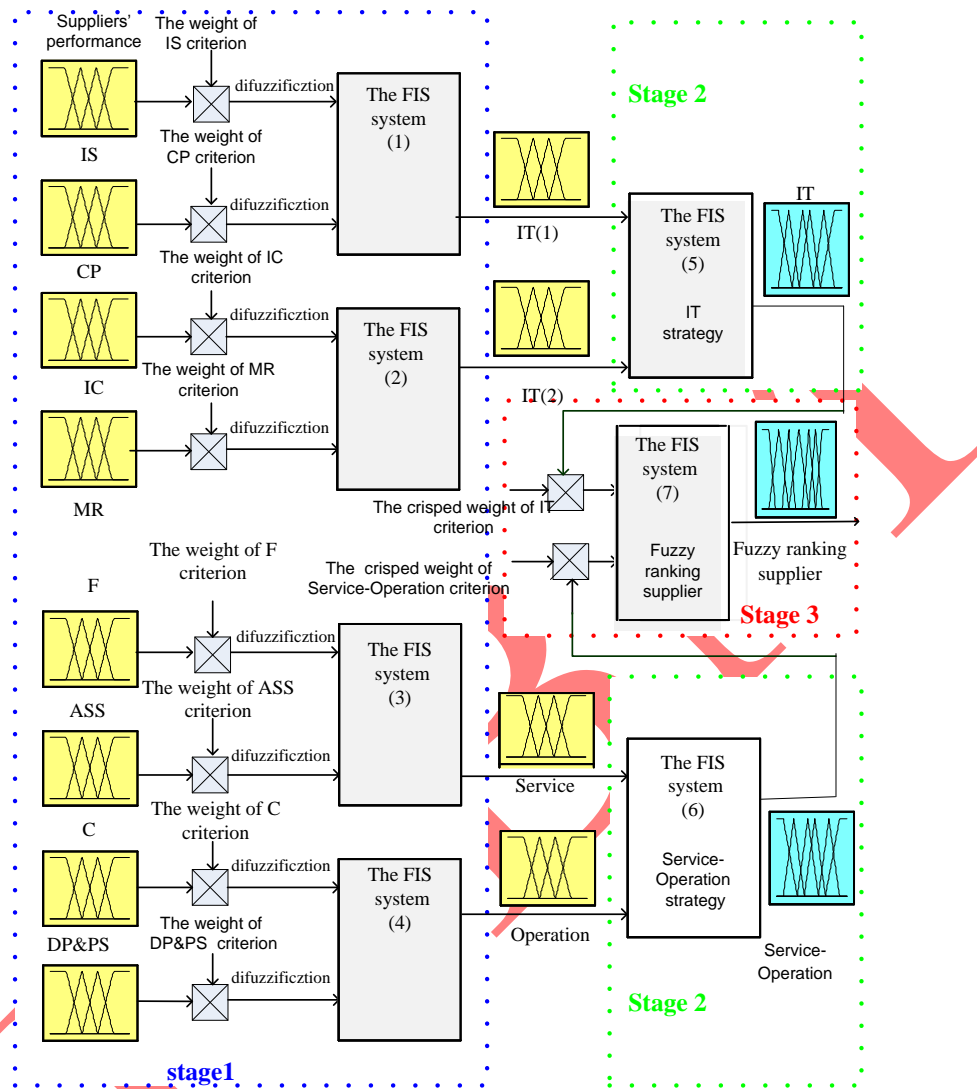 Suppliers'
performance
The weight of
IS criterion
difuzzificztion
IS
The weight of
CP criterion
difuzzificztion
CP
The FIS
system
(1)
The weight of IC
criterion
difuzzificztion
IC
The weight of MR
criterion
difuzzificztion
MR
The FIS
system
(2)
IT(1)
IT(2)
Stage 2
The FIS
system
(5)
IT
strategy
IT
The crisped weight of IT
criterion
The crisped weight of
Service-Operation criterion
The FIS
system
(7)
Fuzzy
ranking
supplier
Fuzzy ranking
supplier
Stage 3
F
The weight of F
criterion
difuzzificztion
ASS
The weight of ASS
criterion
difuzzificztion
The FIS
system
(3)
C
The weight of C
criterion
difuzzificztion
DP&PS
The weight of
DP&PS criterion
difuzzificztion
The FIS
system
(4)
Service
Operation
The FIS
system
(6)
Service-
Operation
strategy
Service-
Operation
Stage 2
stage1